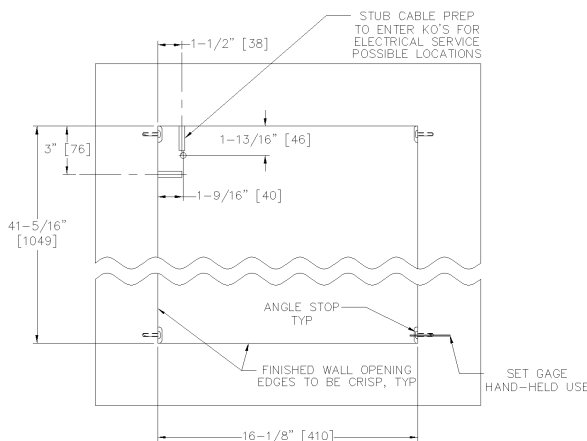 STUB CABLE PREP
TO ENTER KO'S FOR
ELECTRICAL SERVICE
POSSIBLE LOCATIONS
1-1/2" [38]
1-13/16" [46]
3" [76]
1-9/16" [40]
41-5/16"
[1049]
ANGLE STOP
TYP
FINISHED WALL OPENING
EDGES TO BE CRISP, TYP
SET GAGE
HAND-HELD USE
16-1/8" [410]